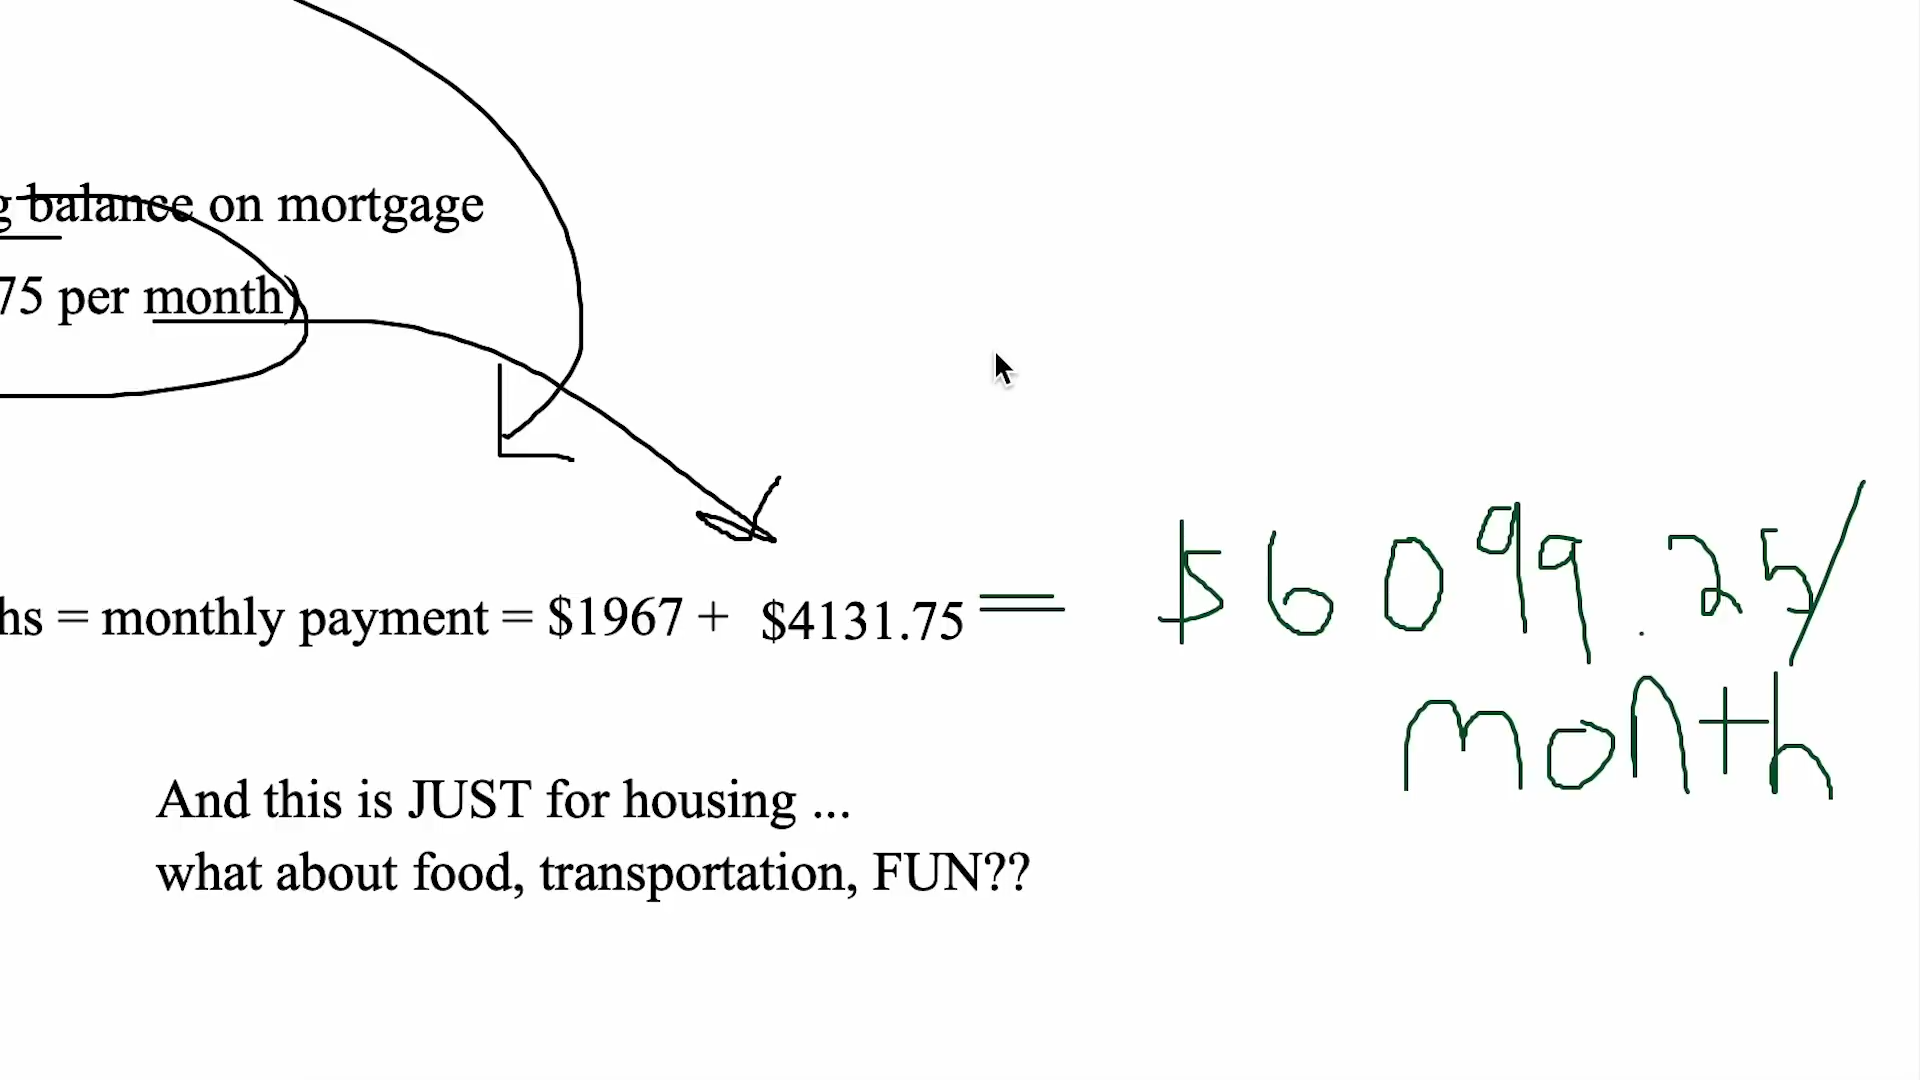 g balance on mortgage
75 per month)
hs = monthly payment = $1967 + $4131.75 = $6099.25/
month
And this is JUST for housing ...
what about food, transportation, FUN??